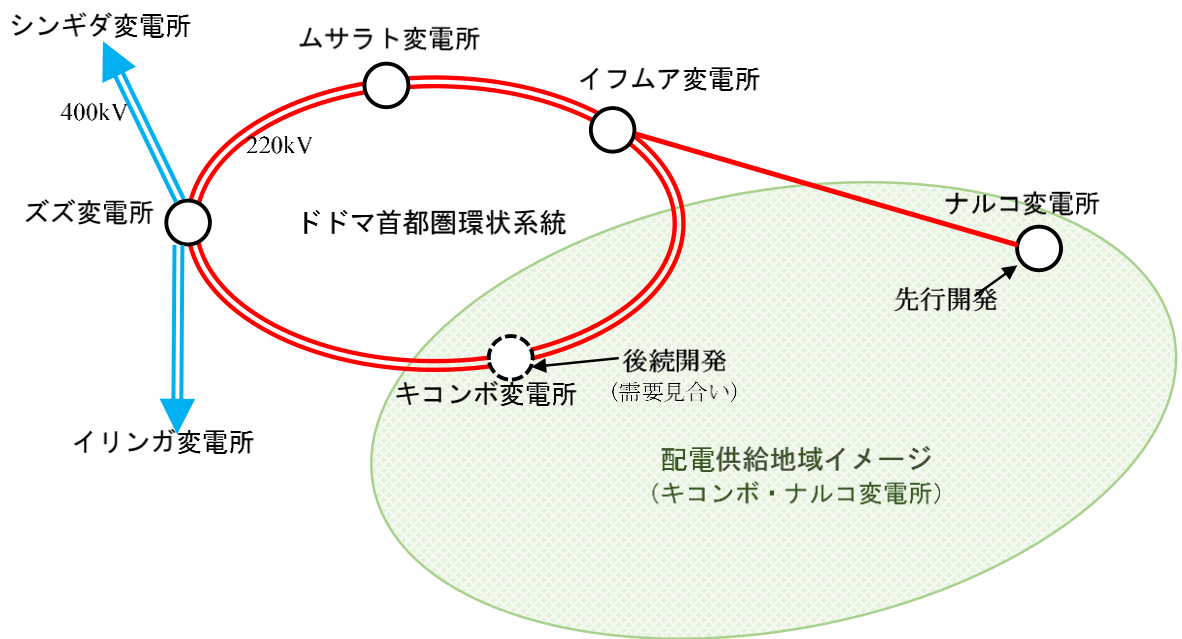 シンギダ変電所
ムサラト変電所
イフムア変電所
400kV
220kV
ズズ変電所
ドドマ首都圏環状系統
ナルコ変電所
先行開発
後続開発
（需要見合い）
キコンボ変電所
イリンガ変電所
配電供給地域イメージ
（キコンボ・ナルコ変電所）